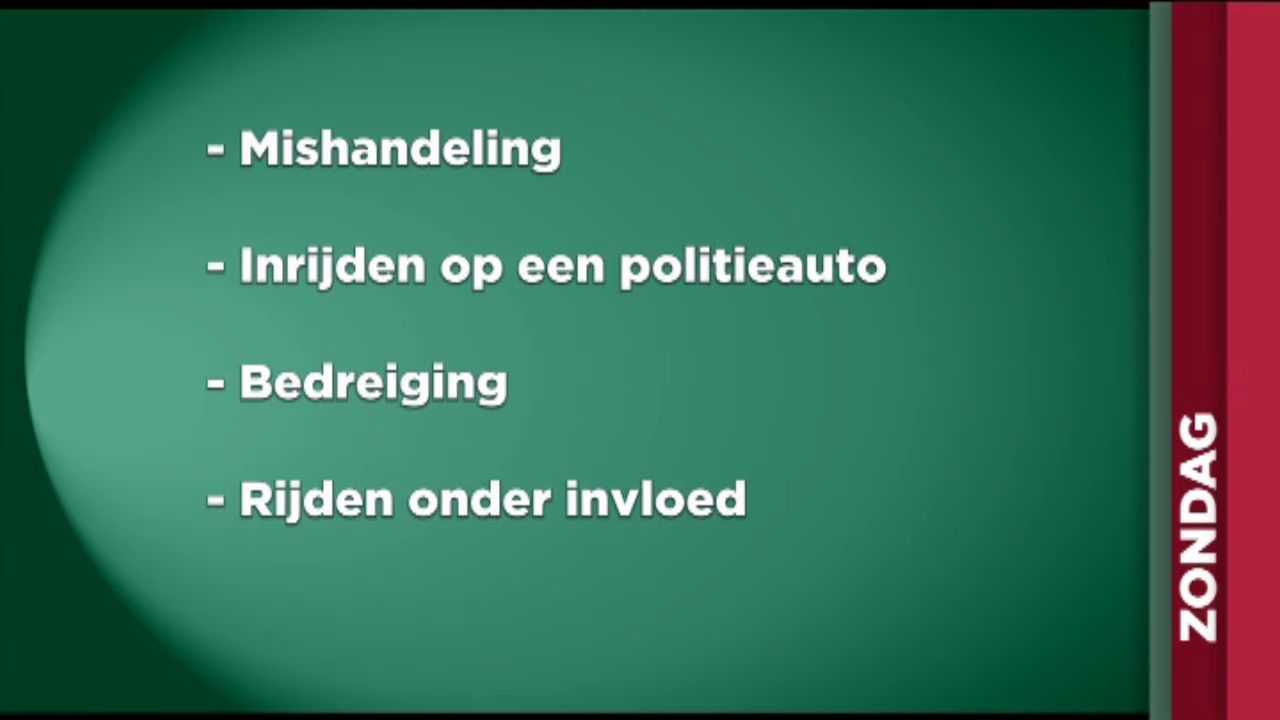 - Mishandeling
- Inrijden op een politieauto
- Bedreiging
- Rijden onder invloed
ZONDAG